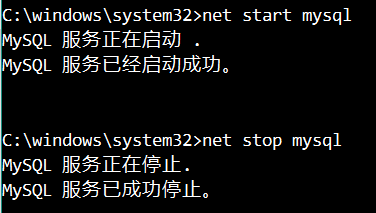 C:\windows\system32>net start mysql
MySQL 服务正在启动 .
MySQL 服务已经启动成功。
C:\windows\system32>net stop mysql
MySQL 服务正在停止.
MySQL 服务已成功停止。